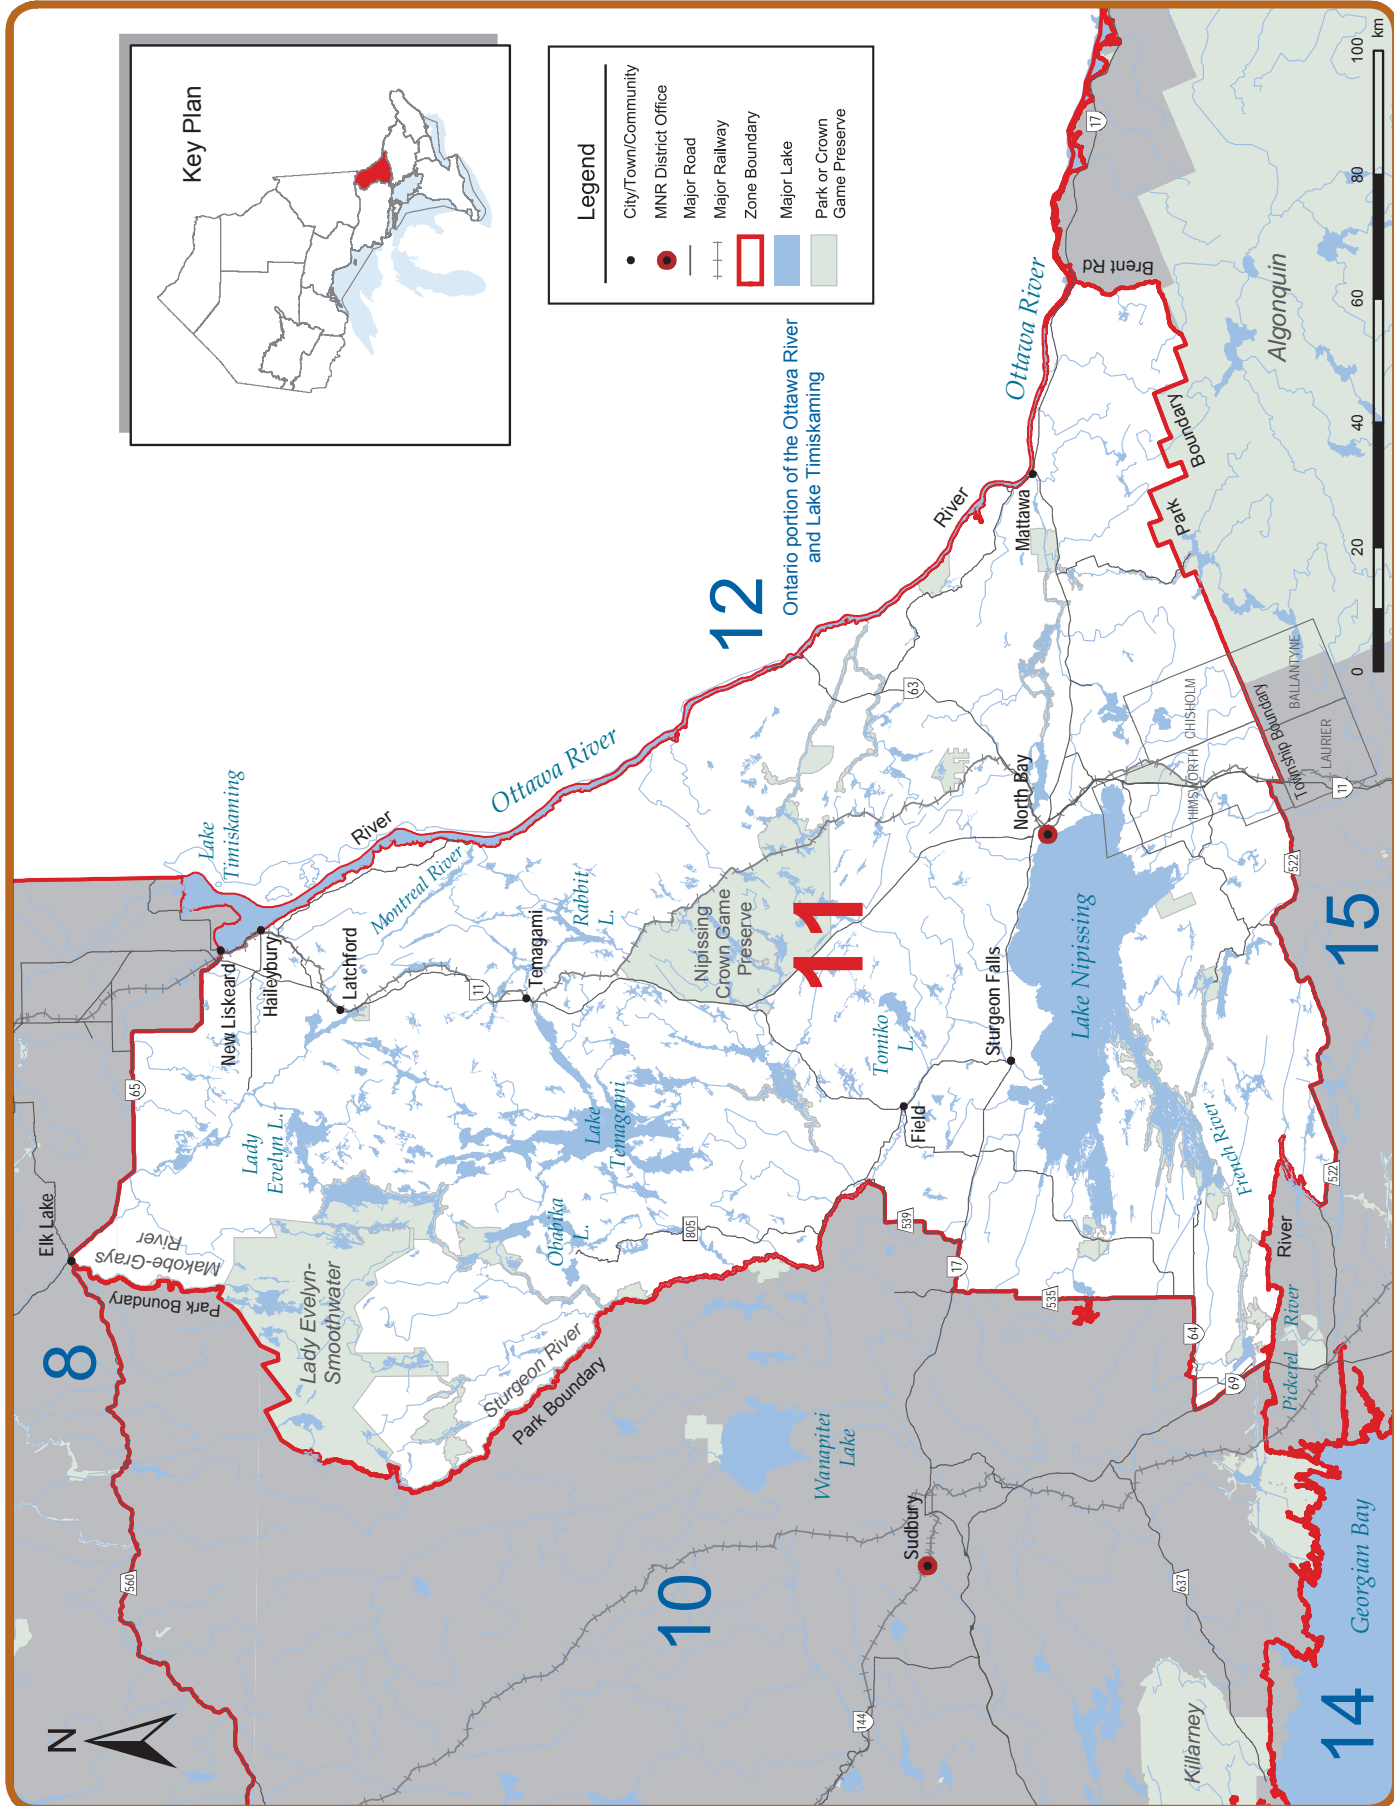 Key Plan
Legend
City/Town/Community
MNR District Office
Major Road
Major Railway
Zone Boundary
Major Lake
Park or Crown
Game Preserve
N
8
10
11
12
14
15
Ontario portion of the Ottawa River
and Lake Timiskaming
Elk Lake
New Liskeard
Haileybury
Latchford
Temagami
Field
Sturgeon Falls
North Bay
Mattawa
Sudbury
Lake
Timiskaming
River
Ottawa River
River
Ottawa River
Montreal River
Rabbit
L.
Lady
Evelyn L.
Lake
Temagami
Obabika
L.
Tomiko
L.
Lake Nipissing
French River
River
Pickerel River
Wanapitei
Lake
Georgian Bay
Makobe-Grays
River
Park Boundary
Lady Evelyn-
Smoothwater
Sturgeon River
Park Boundary
Nipissing
Crown Game
Preserve
Park Boundary
Algonquin
Killarney
Brent Rd
Township Boundary
HIMSWORTH
CHISHOLM
BALLANTYNE
LAURIER
65
560
11
805
63
539
17
535
64
69
637
144
522
522
11
17
0
20
40
60
80
100
km